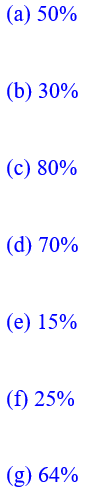 (a) 50%
(b) 30%
(c) 80%
(d) 70%
(e) 15%
(f) 25%
(g) 64%